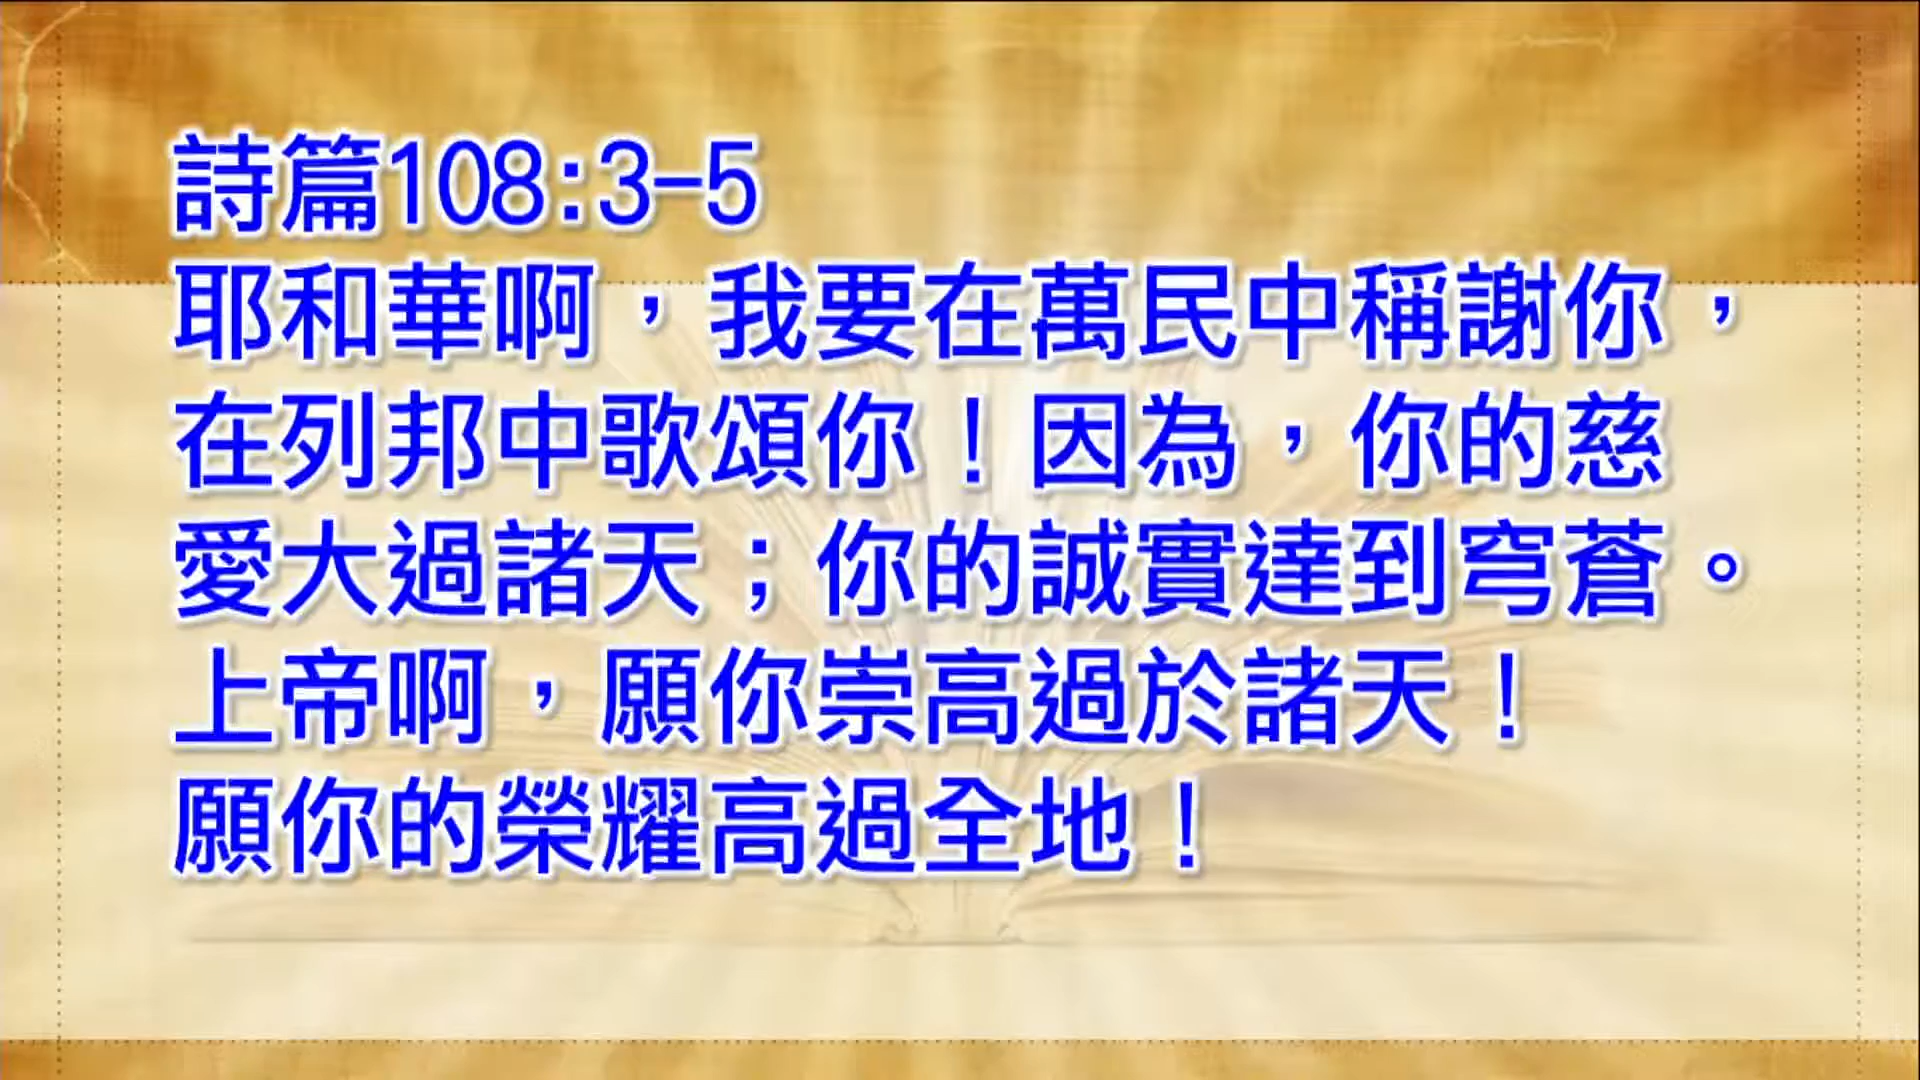 詩篇108:3-5
耶和華啊，我要在萬民中稱謝你，
在列邦中歌頌你！因為，你的慈
愛大過諸天；你的誠實達到穹蒼。
上帝啊，願你崇高過於諸天！
願你的榮耀高過全地！